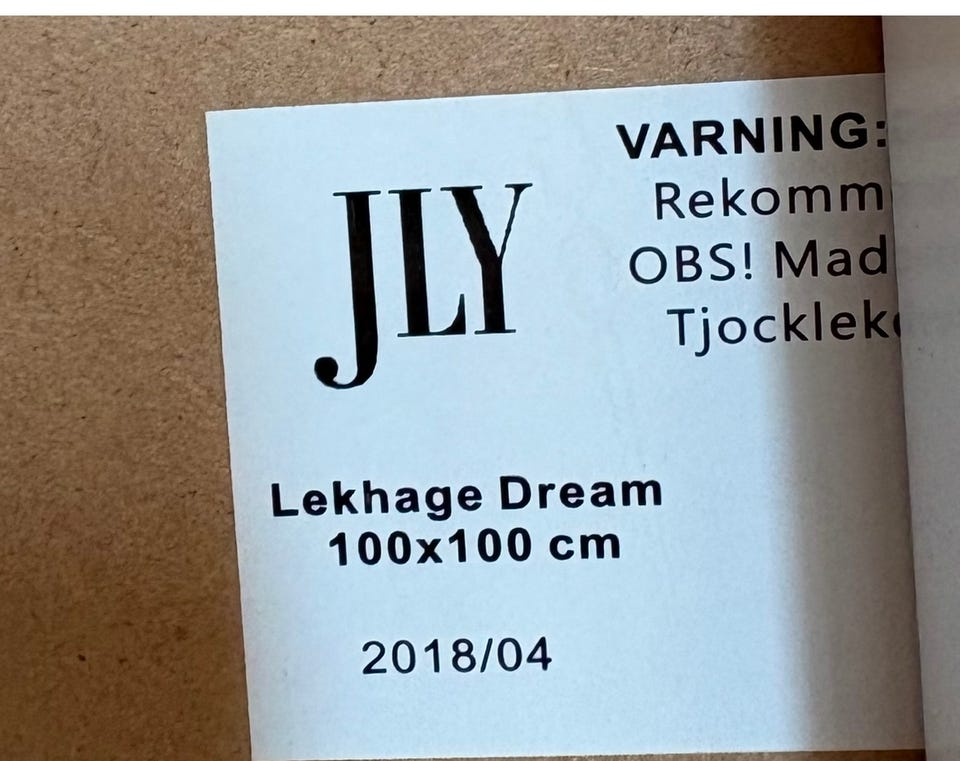 JLY
Lekhage Dream
100x100 cm
2018/04
VARNING:
Rekomm
OBS! Mad
Tjocklek